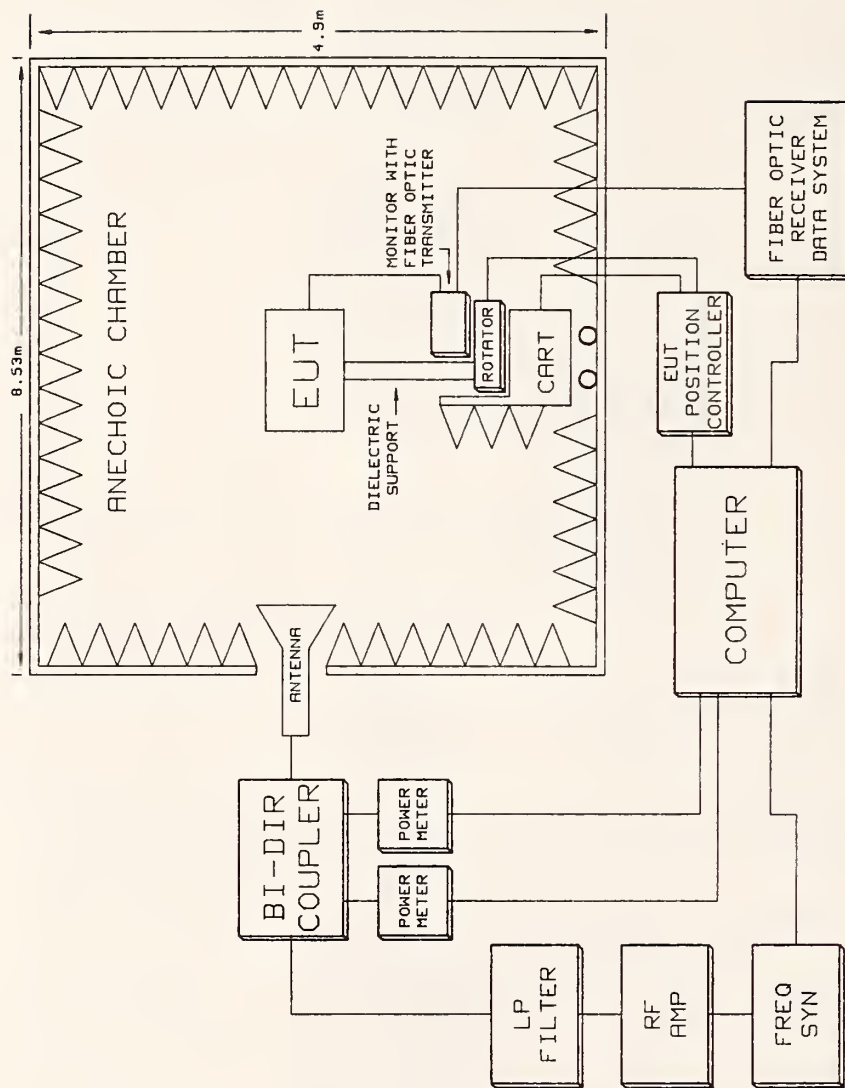 8.53m
4.9m
ANECHOIC CHAMBER
EUT
MONITOR WITH
FIBER OPTIC
TRANSMITTER
DIELECTRIC
SUPPORT
ROTATOR
CART
ANTENNA
BI-DIR
COUPLER
POWER
METER
POWER
METER
LP
FILTER
RF
AMP
FREQ
SYN
COMPUTER
EUT
POSITION
CONTROLLER
FIBER OPTIC
RECEIVER
DATA SYSTEM